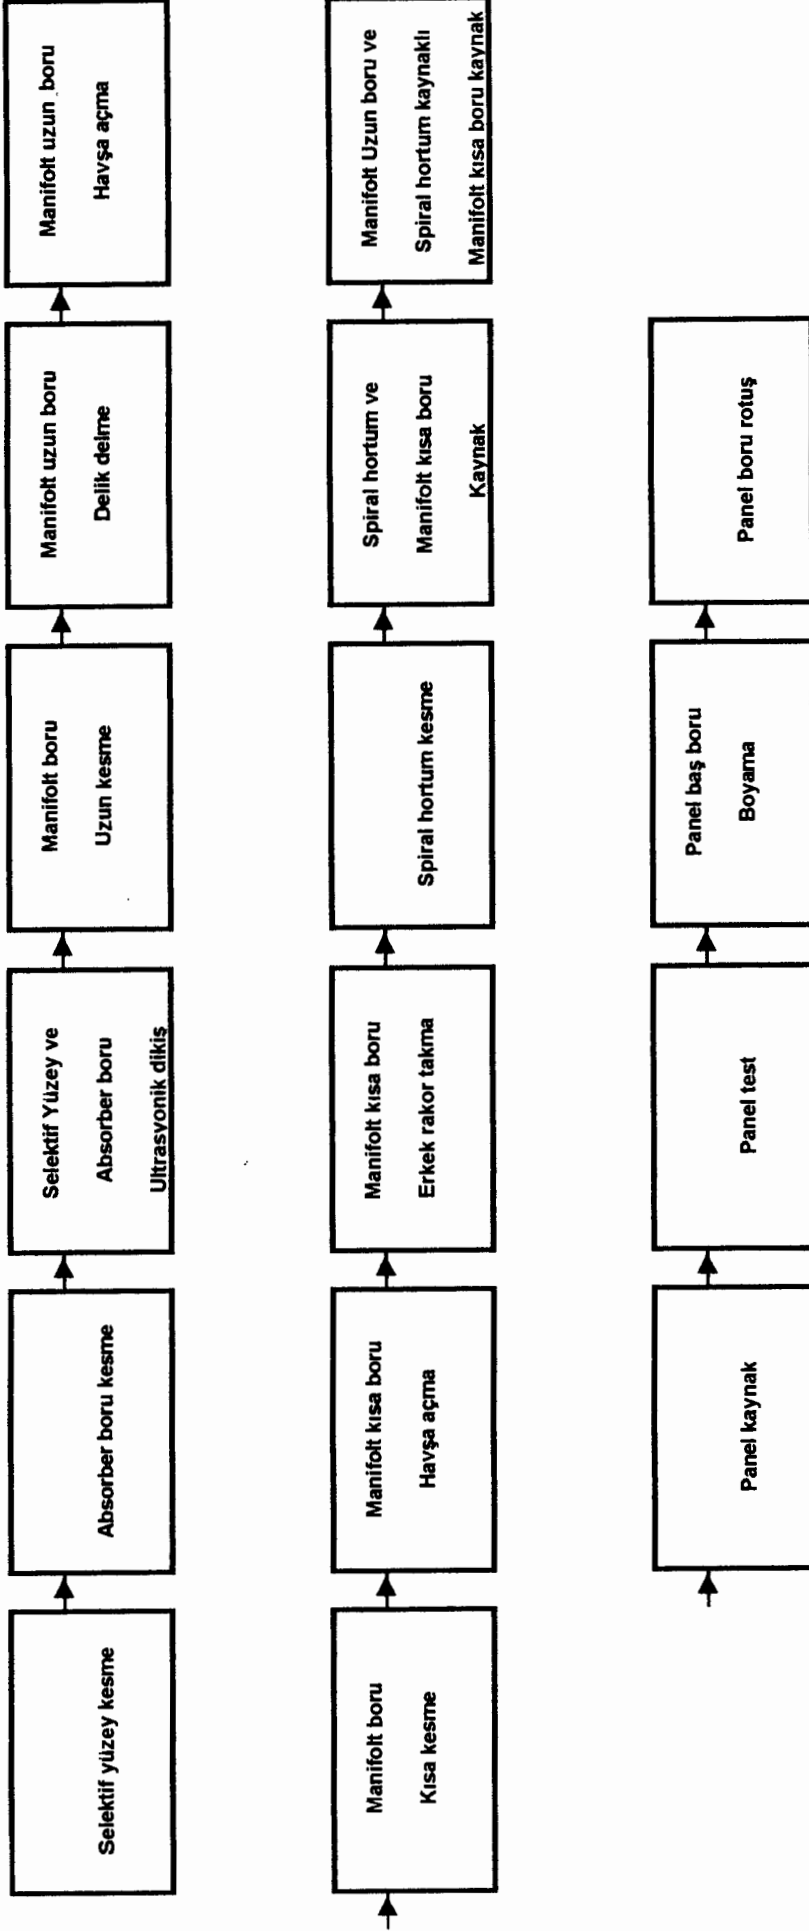 Selektif yüzey kesme
Absorber boru kesme
Selektif Yüzey ve
Absorber boru
Ultrasyonik dikiş
Manifolt boru
Uzun kesme
Manifolt uzun boru
Delik delme
Manifolt uzun boru
Havşa açma
Manifolt boru
Kısa kesme
Manifolt kısa boru
Havşa açma
Manifolt kısa boru
Erkek rakor takma
Spiral hortum kesme
Spiral hortum ve
Manifolt kısa boru
Kaynak
Manifolt Uzun boru ve
Spiral hortum kaynaklı
Manifolt kısa boru kaynak
Panel kaynak
Panel test
Panel baş boru
Boyama
Panel boru rotuş